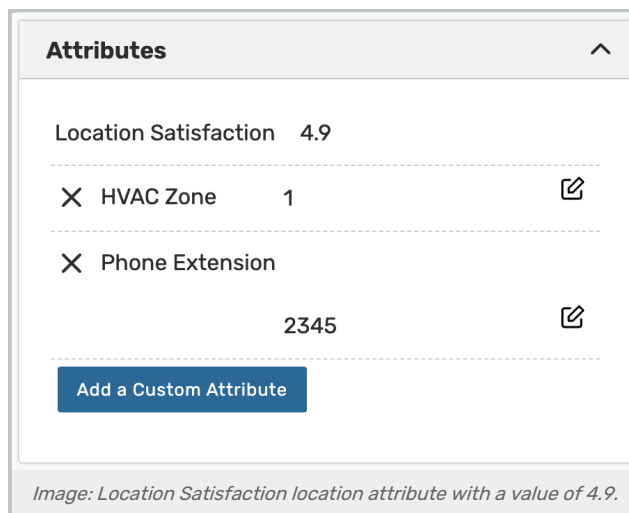 Attributes
Location Satisfaction 4.9
HVAC Zone 1
Phone Extension
2345
Add a Custom Attribute
Image: Location Satisfaction location attribute with a value of 4.9.